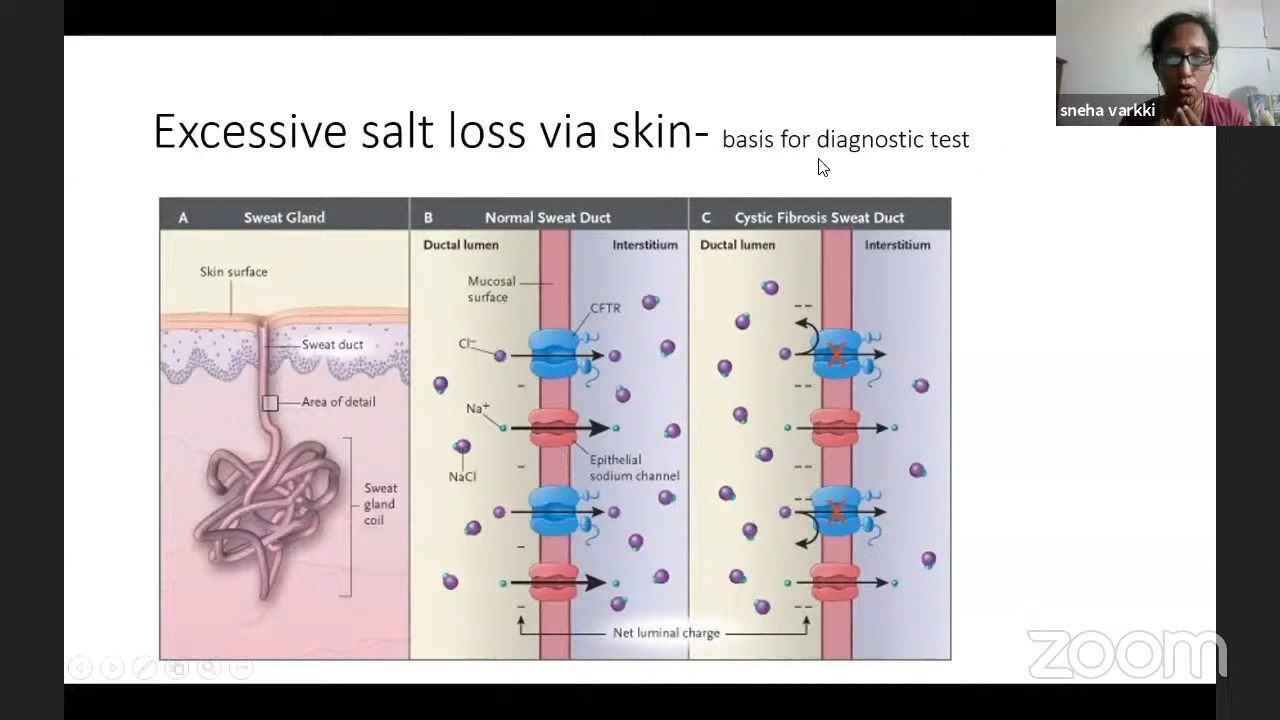 sneha varkki
Excessive salt loss via skin- basis for diagnostic test
A Sweat Gland
B Normal Sweat Duct
C Cystic Fibrosis Sweat Duct
Skin surface
Sweat duct
Area of detail
Sweat
gland
coil
Ductal lumen
Interstitium
Mucosal
surface
CFTR
Cl−
Na+
NaCl
Epithelial
sodium channel
Ductal lumen
Interstitium
X
X
Net luminal charge
zoom